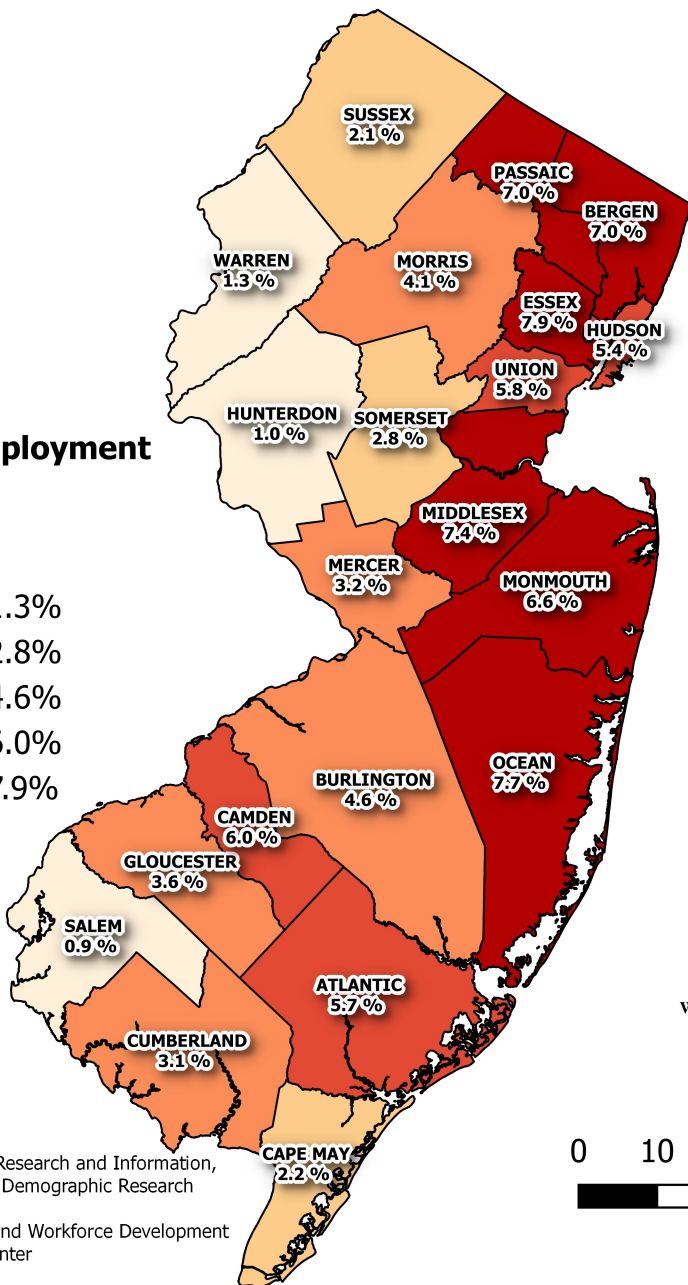 SUSSEX
2.1 %
PASSAIC
7.0 %
BERGEN
7.0 %
WARREN
1.3 %
MORRIS
4.1 %
ESSEX
7.9 %
HUDSON
5.4 %
UNION
5.8 %
HUNTERDON
1.0 %
SOMERSET
2.8 %
ployment
MIDDLESEX
7.4 %
MERCER
3.2 %
MONMOUTH
6.6 %
.3%
.8%
.6%
.0%
.9%
OCEAN
7.7 %
BURLINGTON
4.6 %
CAMDEN
6.0 %
GLOUCESTER
3.6 %
SALEM
0.9 %
ATLANTIC
5.7 %
CUMBERLAND
3.1 %
CAPE MAY
2.2 %
Research and Information,
Demographic Research
nd Workforce Development
nter
0 10